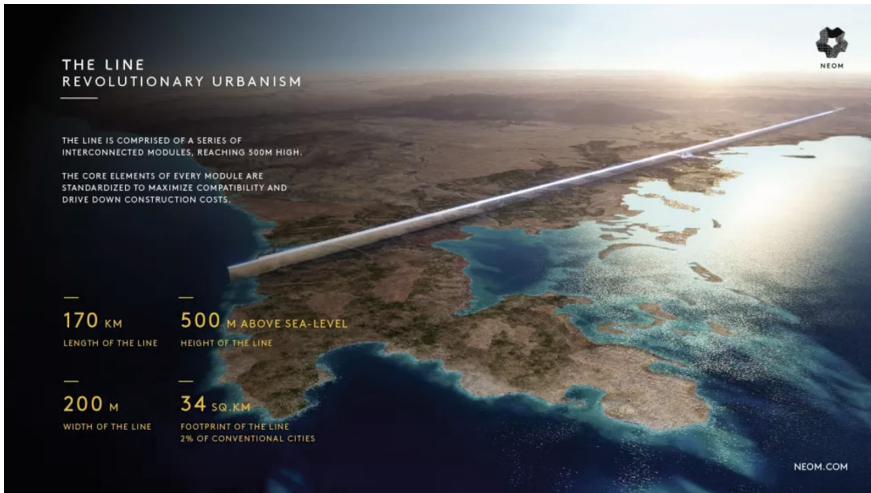 THE LINE
REVOLUTIONARY URBANISM
NEOM
THE LINE IS COMPRISED OF A SERIES OF
INTERCONNECTED MODULES, REACHING 500M HIGH.
THE CORE ELEMENTS OF EVERY MODULE ARE
STANDARDIZED TO MAXIMIZE COMPATIBILITY AND
DRIVE DOWN CONSTRUCTION COSTS.
170 KM
LENGTH OF THE LINE
500 M ABOVE SEA-LEVEL
HEIGHT OF THE LINE
200 M
WIDTH OF THE LINE
34 SQ.KM
FOOTPRINT OF THE LINE
2% OF CONVENTIONAL CITIES
NEOM.COM